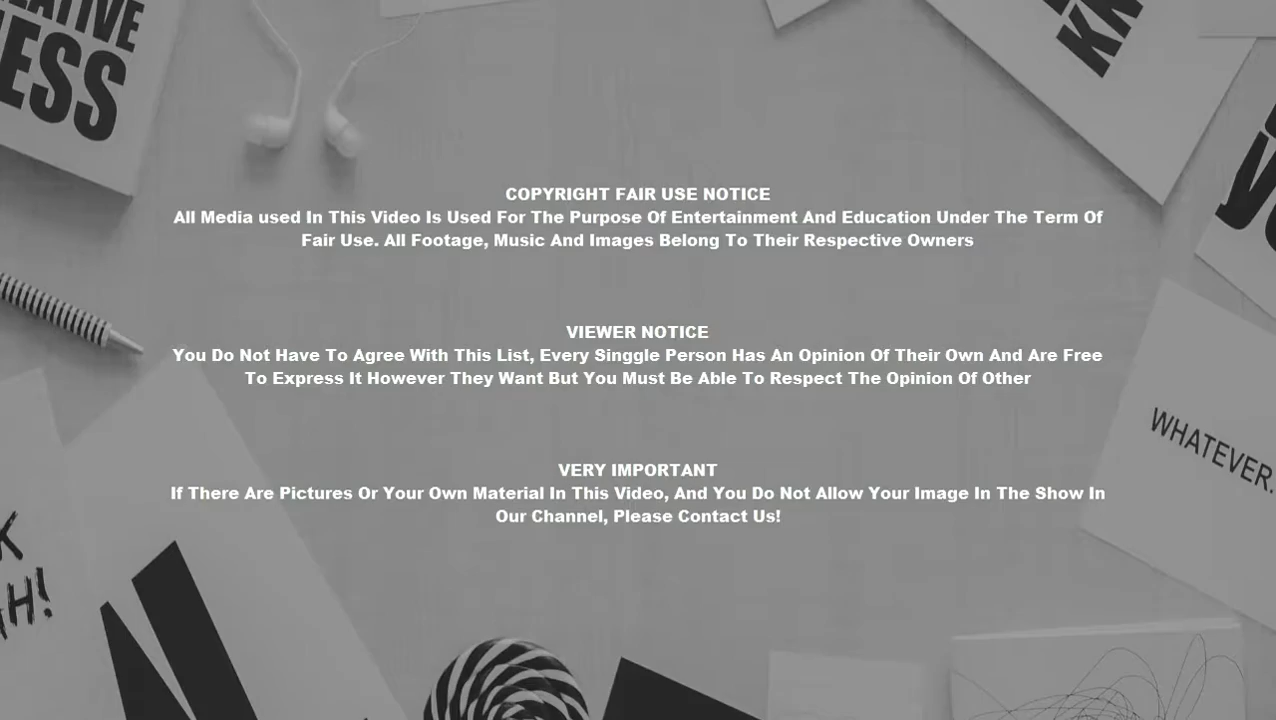 EATIVE
ESS
KN
COPYRIGHT FAIR USE NOTICE
All Media used In This Video Is Used For The Purpose Of Entertainment And Education Under The Term Of
Fair Use. All Footage, Music And Images Belong To Their Respective Owners
VIEWER NOTICE
You Do Not Have To Agree With This List, Every Singgle Person Has An Opinion Of Their Own And Are Free
To Express It However They Want But You Must Be Able To Respect The Opinion Of Other
WHATEVER.
VERY IMPORTANT
If There Are Pictures Or Your Own Material In This Video, And You Do Not Allow Your Image In The Show In
Our Channel, Please Contact Us!